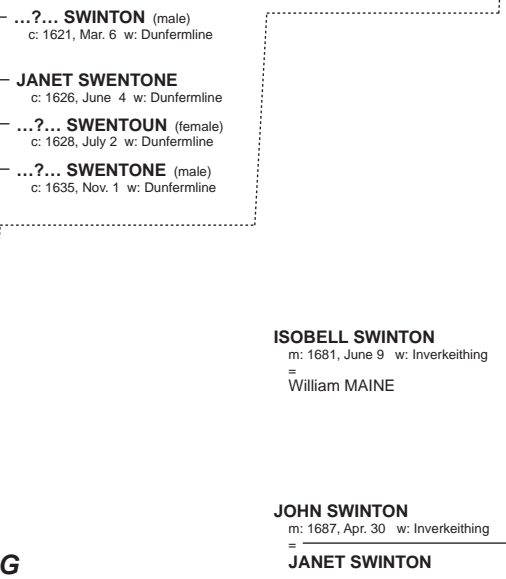 ...?... SWINTON (male)
c: 1621, Mar. 6 w: Dunfermline
JANET SWENTONE
c: 1626, June 4 w: Dunfermline
...?... SWENTOUN (female)
c: 1628, July 2 w: Dunfermline
...?... SWENTONE (male)
c: 1635, Nov. 1 w: Dunfermline
ISOBELL SWINTON
m: 1681, June 9 w: Inverkeithing
=
William MAINE
JOHN SWINTON
m: 1687, Apr. 30 w: Inverkeithing
=
JANET SWINTON
G